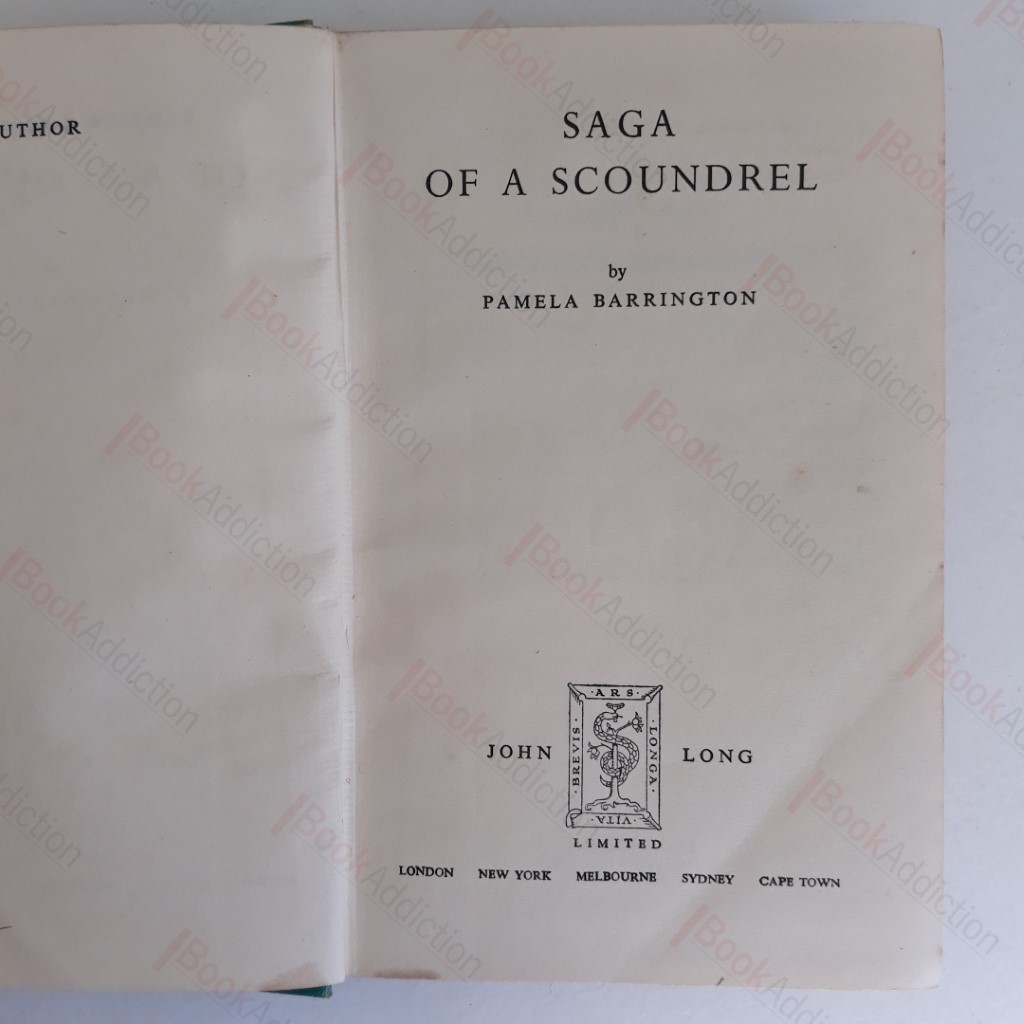 UTHOR
SAGA
OF A SCOUNDREL
by
PAMELA BARRINGTON
·ARS·
JOHN
BREVIS·
LONGA·
LONG
·VITA·
LIMITED
LONDON NEW YORK MELBOURNE SYDNEY CAPE TOWN
BookAddiction